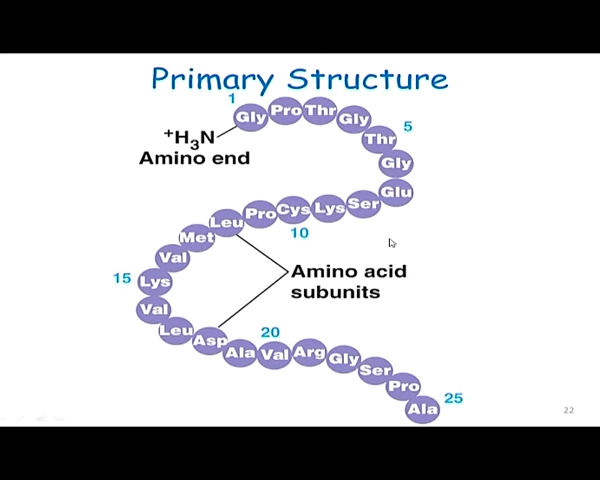 Primary Structure
1
Gly Pro Thr Gly
Thr
5
Gly
Glu
+H3N
Amino end
Leu Pro Cys Lys Ser
10
Met
Val
15 Lys
Val
Leu
Asp
Amino acid
subunits
20
Ala Val Arg Gly
Ser
Pro
Ala 25
22